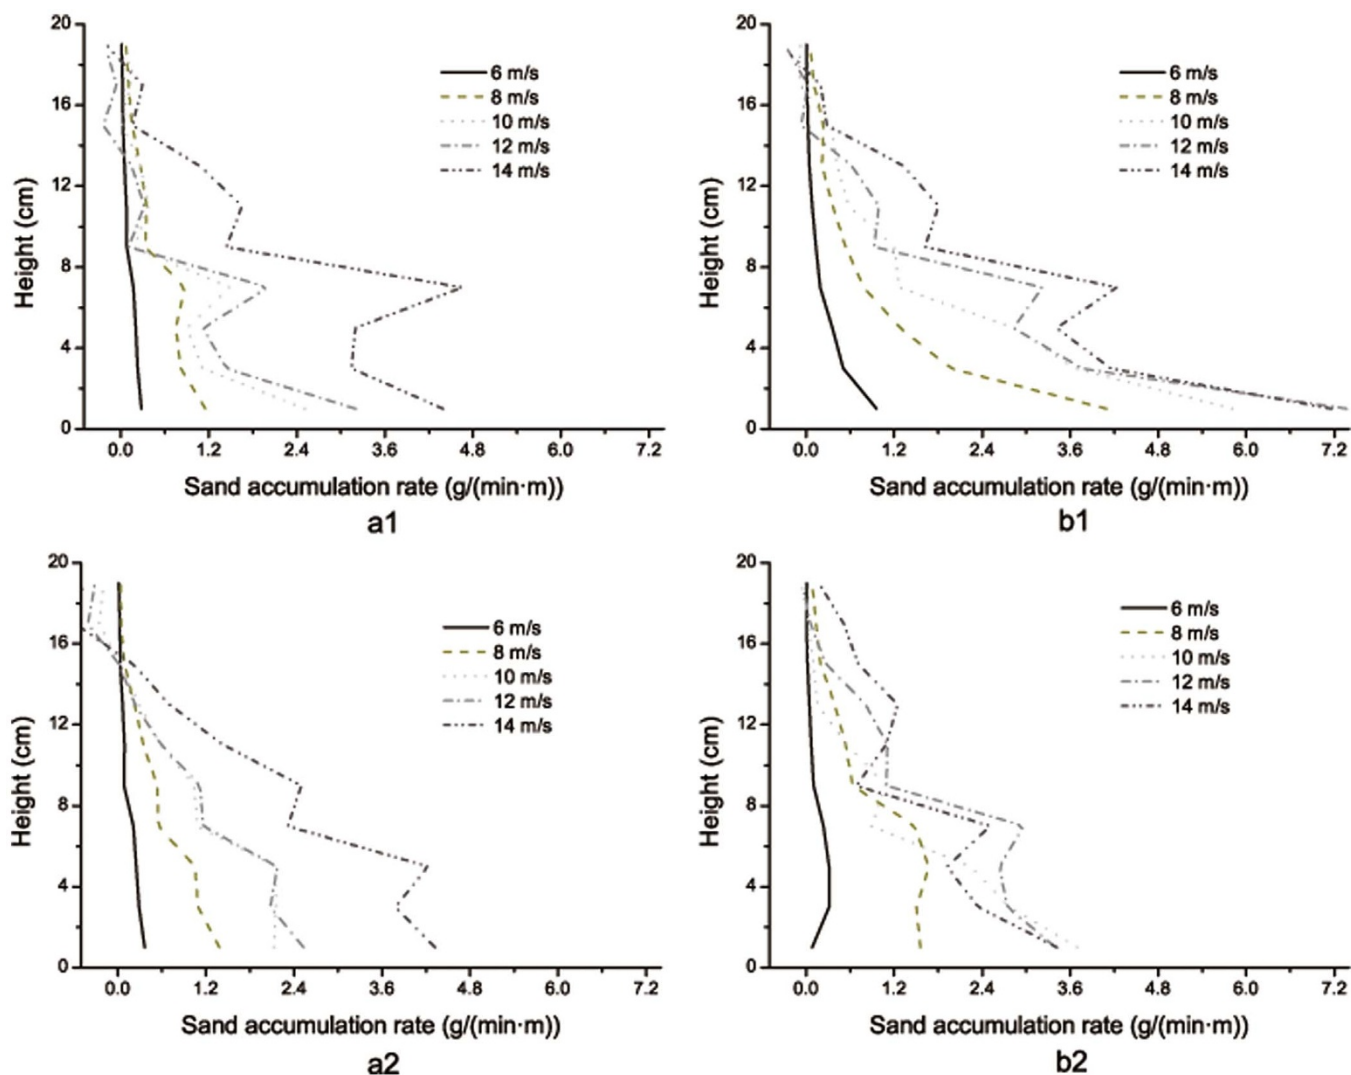 20
16
12
8
4
0
Height (cm)
6 m/s
8 m/s
10 m/s
12 m/s
14 m/s
0.0 1.2 2.4 3.6 4.8 6.0 7.2
Sand accumulation rate (g/(min·m))
a1
20
16
12
8
4
0
Height (cm)
6 m/s
8 m/s
10 m/s
12 m/s
14 m/s
0.0 1.2 2.4 3.6 4.8 6.0 7.2
Sand accumulation rate (g/(min·m))
b1
20
16
12
8
4
0
Height (cm)
6 m/s
8 m/s
10 m/s
12 m/s
14 m/s
0.0 1.2 2.4 3.6 4.8 6.0 7.2
Sand accumulation rate (g/(min·m))
a2
20
16
12
8
4
0
Height (cm)
6 m/s
8 m/s
10 m/s
12 m/s
14 m/s
0.0 1.2 2.4 3.6 4.8 6.0 7.2
Sand accumulation rate (g/(min·m))
b2